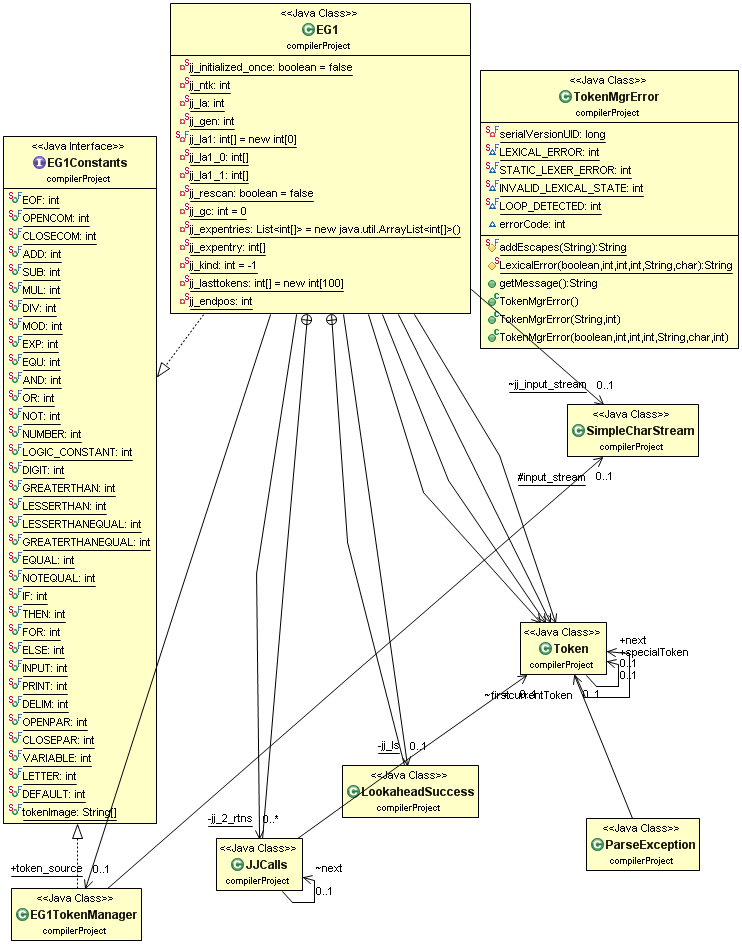 <<Java Class>>
EG1
compilerProject
jj_initialized_once: boolean = false
jj_ntk: int
jj_la: int
jj_gen: int
jj_la1: int[] = new int[0]
jj_la1_0: int[]
jj_la1_1: int[]
jj_rescan: boolean = false
jj_gc: int = 0
jj_expentries: List<int[]> = new java.util.ArrayList<int[]>()
jj_expentry: int[]
jj_kind: int = -1
jj_lasttokens: int[] = new int[100]
jj_endpos: int
<<Java Class>>
TokenMgrError
compilerProject
serialVersionUID: long
LEXICAL_ERROR: int
STATIC_LEXER_ERROR: int
INVALID_LEXICAL_STATE: int
LOOP_DETECTED: int
errorCode: int
addEscapes(String):String
LexicalError(boolean,int,int,int,String,char):String
getMessage():String
TokenMgrError()
TokenMgrError(String,int)
TokenMgrError(boolean,int,int,int,String,char,int)
<<Java Interface>>
EG1Constants
compilerProject
EOF: int
OPENCOM: int
CLOSECOM: int
ADD: int
SUB: int
MUL: int
DIV: int
MOD: int
EXP: int
EQU: int
AND: int
OR: int
NOT: int
NUMBER: int
LOGIC_CONSTANT: int
DIGIT: int
GREATERTHAN: int
LESSERTHAN: int
LESSERTHANEQUAL: int
GREATERTHANEQUAL: int
EQUAL: int
NOTEQUAL: int
IF: int
THEN: int
FOR: int
ELSE: int
INPUT: int
PRINT: int
DELIM: int
OPENPAR: int
CLOSEPAR: int
VARIABLE: int
LETTER: int
DEFAULT: int
tokenImage: String[]
~jj_input_stream 0..1
<<Java Class>>
SimpleCharStream
compilerProject
#input_stream 0..1
<<Java Class>>
Token
compilerProject
+next
+specialToken
0..1
0..1
~first
currentToken
0..1
-jj_ls 0..1
<<Java Class>>
LookaheadSuccess
compilerProject
-jj_2_rtns 0..*
<<Java Class>>
JJCalls
compilerProject
~next
0..1
<<Java Class>>
ParseException
compilerProject
+token_source 0..1
<<Java Class>>
EG1TokenManager
compilerProject